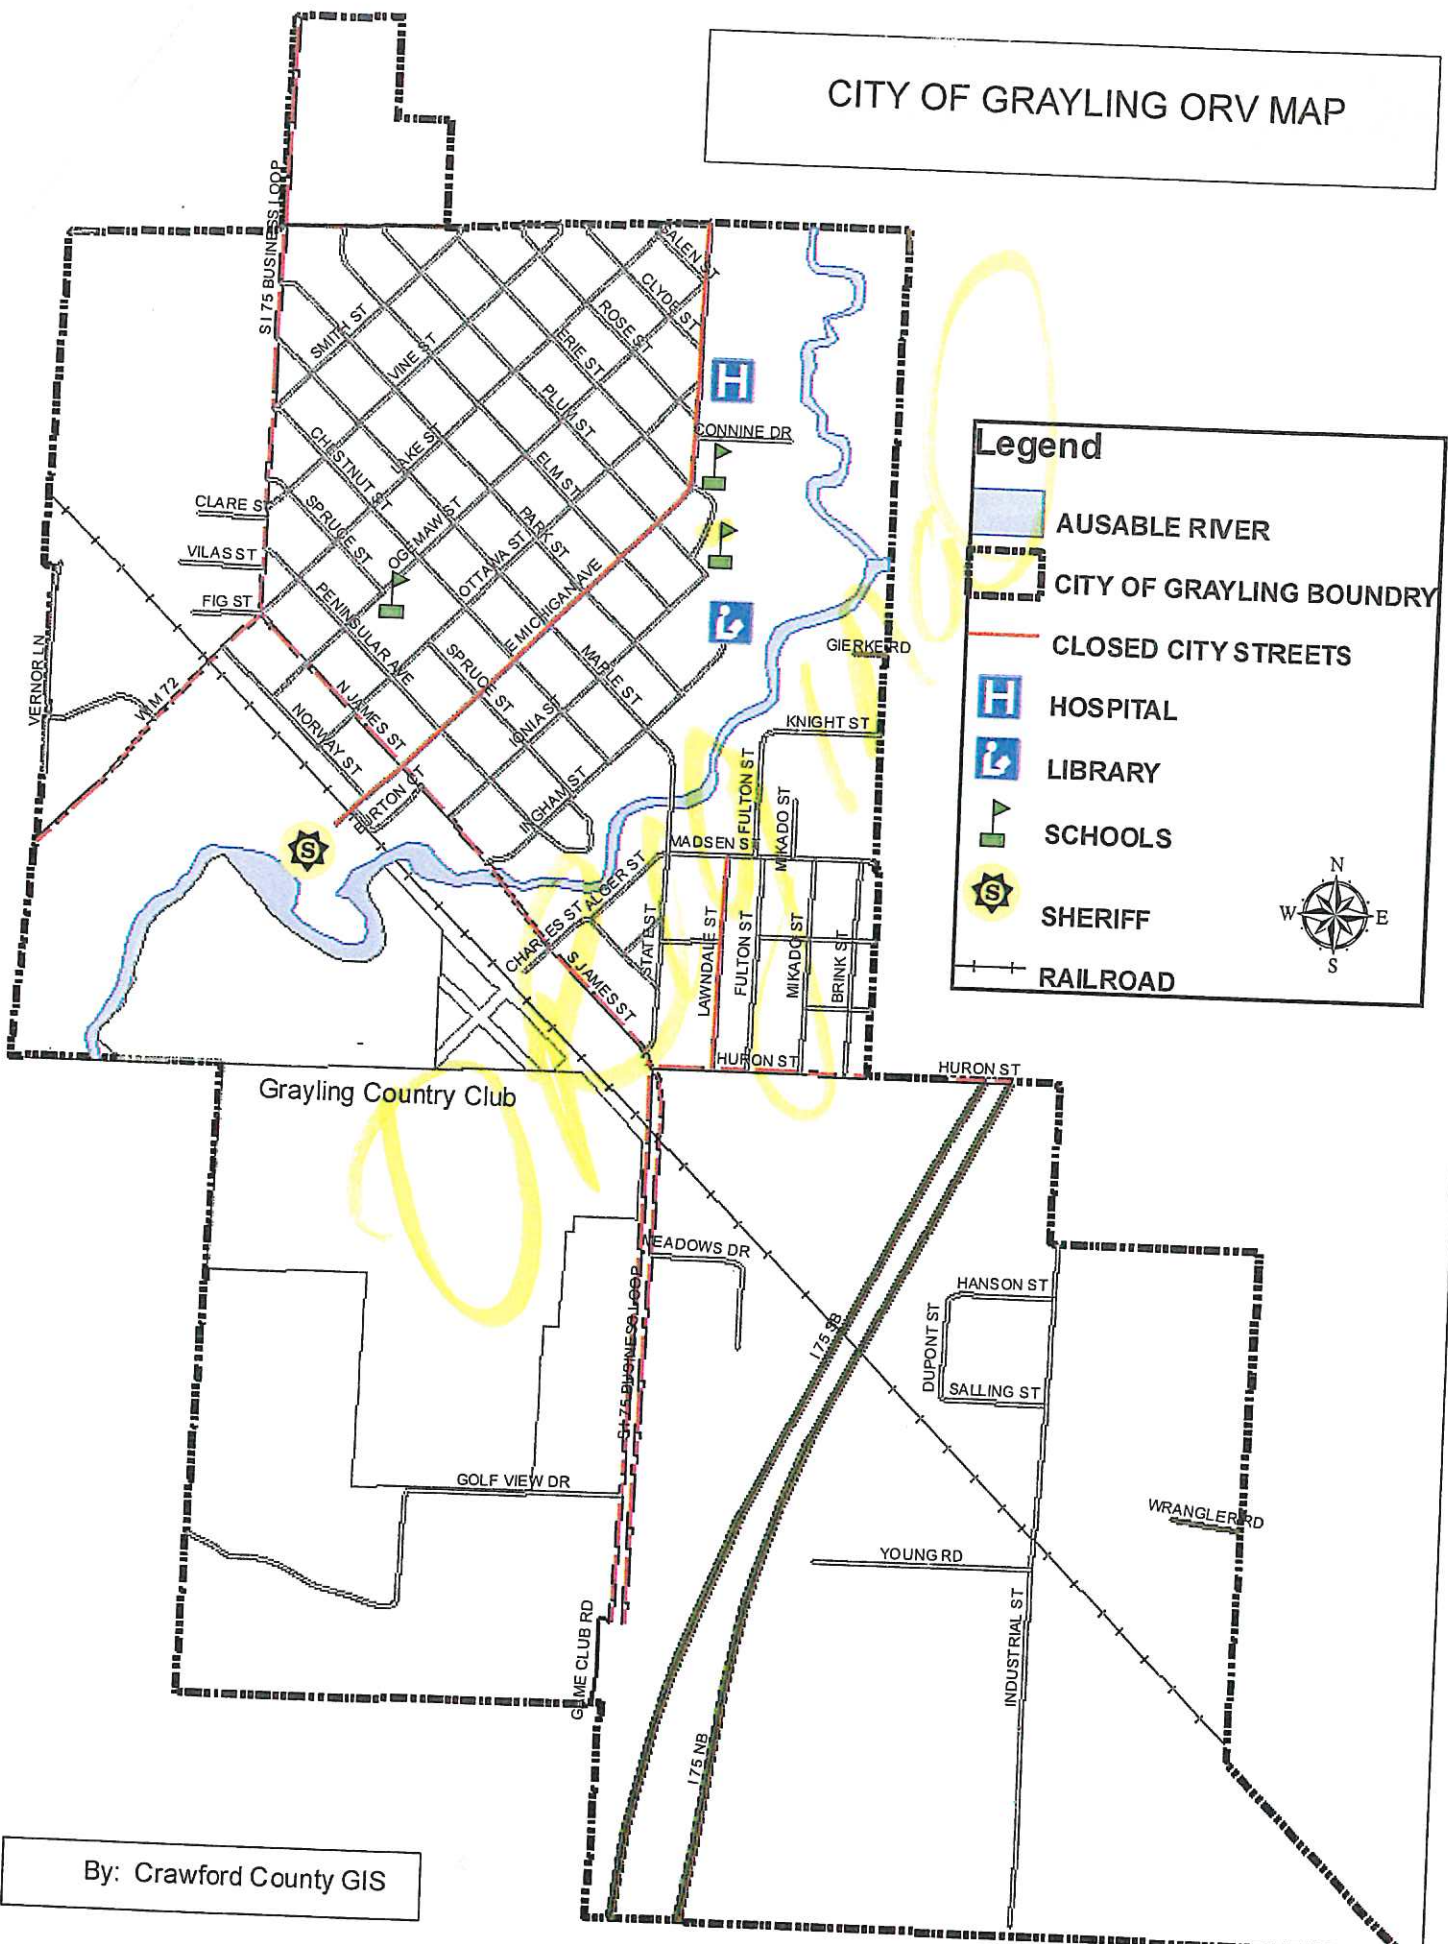 CITY OF GRAYLING ORV MAP
S I 75 BUSINESS LOOP
GALEN ST
CLYDE ST
ROSE ST
ERIE ST
SMITH ST
VINE ST
PLUM ST
CONNINE DR
CHESTNUT ST
LAKE ST
ELM ST
CLARE ST
SPRUCE ST
OGEMAW ST
PARK ST
OTTAWA ST
VILAS ST
E MICHIGAN AVE
FIG ST
PENINSULAR AVE
SPRUCE ST
MAPLE ST
GIERKE RD
VERNOR LN
W M 72
N JAMES ST
NORWAY ST
IONIA ST
KNIGHT ST
FULTON ST
BURTON CT
INGHAM ST
MIKADO ST
MADSEN ST
ALGER ST
CHARLES ST
STATE ST
LAWNDALE ST
FULTON ST
MIKADO ST
BRINK ST
S JAMES ST
HURON ST
HURON ST
Grayling Country Club
Legend
AUSABLE RIVER
CITY OF GRAYLING BOUNDRY
CLOSED CITY STREETS
H HOSPITAL
LIBRARY
SCHOOLS
S SHERIFF
RAILROAD
N
W E
S
H
S
MEADOWS DR
S I 75 BUSINESS LOOP
HANSON ST
DUPONT ST
SALLING ST
I 75 SB
GOLF VIEW DR
WRANGLER RD
YOUNG RD
INDUSTRIAL ST
GAME CLUB RD
I 75 NB
By: Crawford County GIS